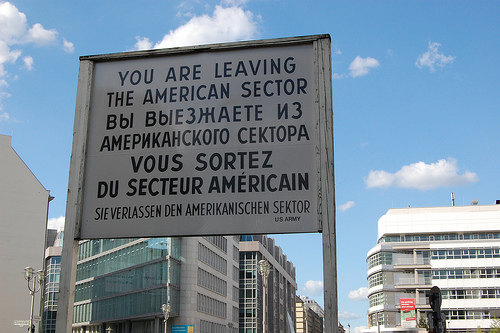 YOU ARE LEAVING
THE AMERICAN SECTOR
ВЫ ВЫЕЗЖАЕТЕ ИЗ
АМЕРИКАНСКОГО СЕКТОРА
VOUS SORTEZ
DU SECTEUR AMÉRICAIN
SIE VERLASSEN DEN AMERIKANISCHEN SEKTOR
US ARMY